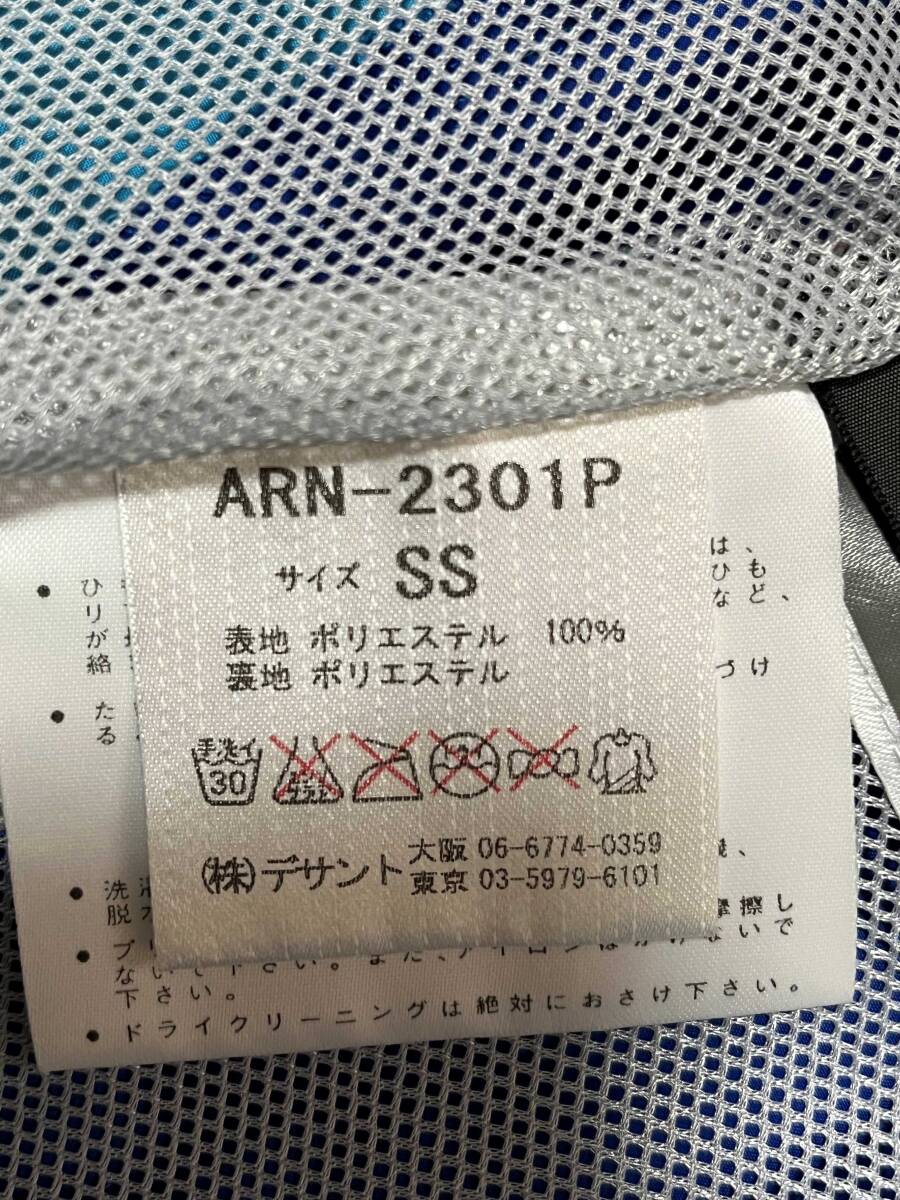 ARN-2301P
サイズ SS
表地 ポリエステル 100%
裏地 ポリエステル
手洗イ
30
(株)デサント
大阪 06-6774-0359
東京 03-5979-6101
は、
ひも
など、
づけ
• ひ
りが
絡
• た
る
• 洗
脱
摩擦し
ないで
下さい。
• ドライクリーニングは絶対におさけ下さい。